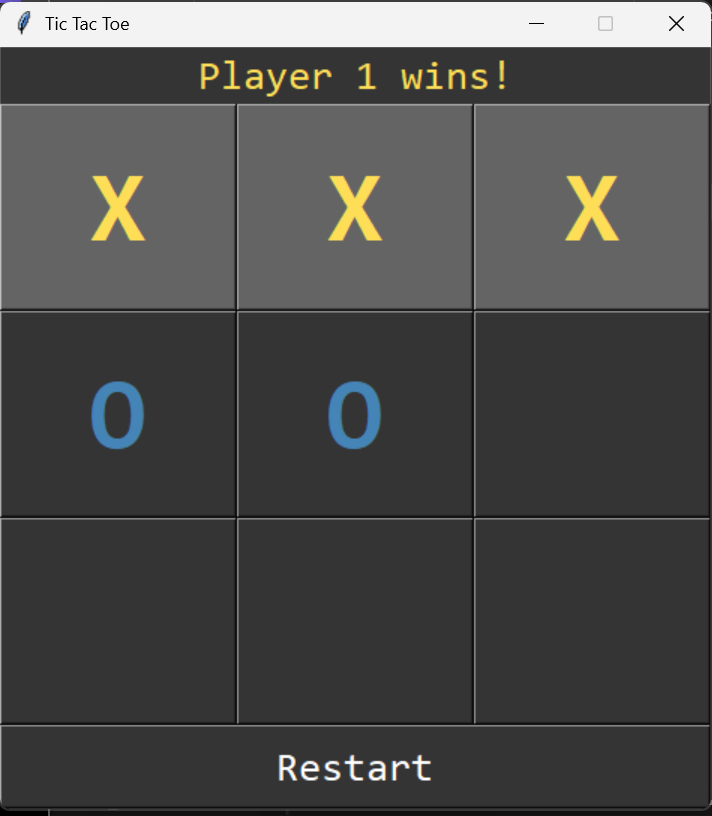 Tic Tac Toe
Player 1 wins!
X X X
O O
Restart